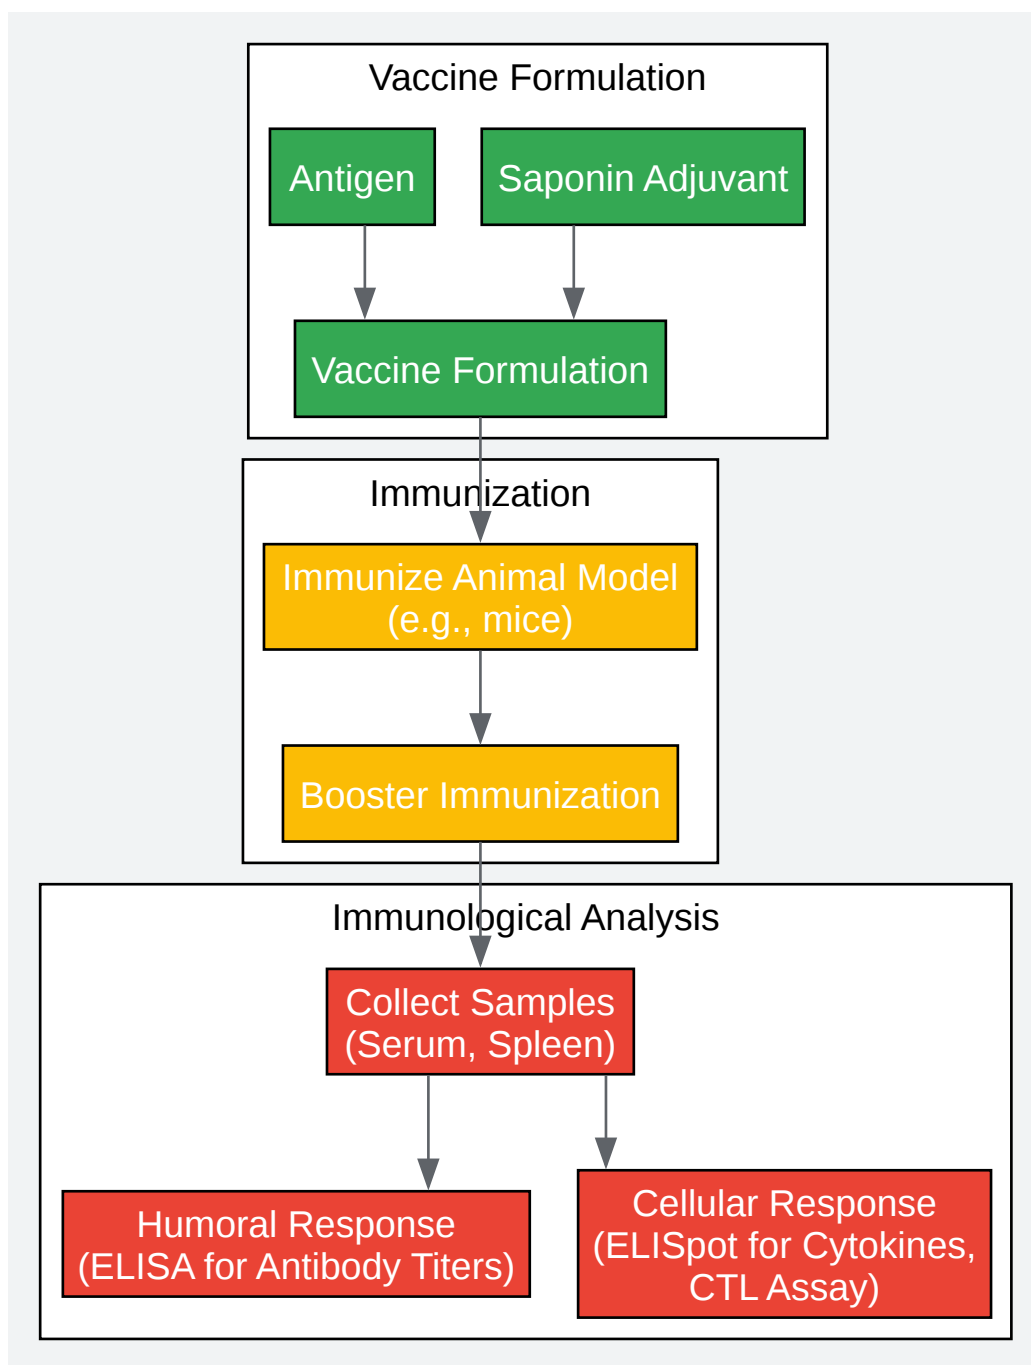 Vaccine Formulation
Antigen
Saponin Adjuvant
Vaccine Formulation
Immunization
Immunize Animal Model
(e.g., mice)
Booster Immunization
Immunological Analysis
Collect Samples
(Serum, Spleen)
Humoral Response
(ELISA for Antibody Titers)
Cellular Response
(ELISpot for Cytokines,
CTL Assay)